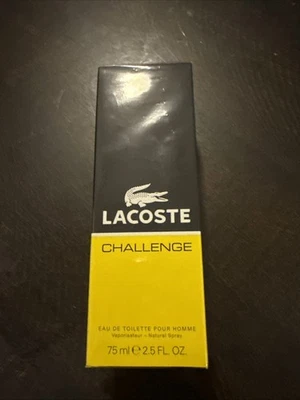 LACOSTE
CHALLENGE
EAU DE TOILETTE POUR HOMME
Vaporisateur – Natural Spray
75 ml ℮ 2.5 FL. OZ.